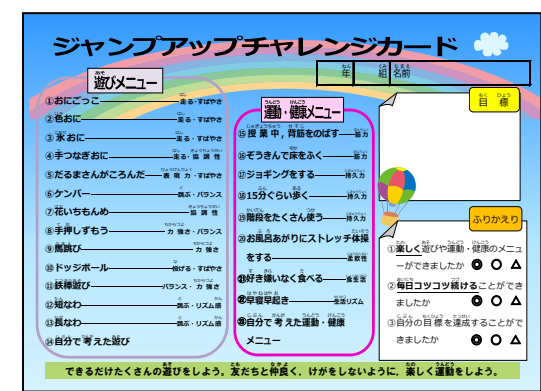 ジャンプアップチャレンジカード
年 組 名前
遊びメニュー
①おにごっこ 走る・すばやさ
②色おに 走る・すばやさ
③氷おに 走る・すばやさ
④手つなぎおに 走る・協調性
⑤だるまさんがころんだ 表現力・すばやさ
⑥ケンパー 跳ぶ・バランス
⑦花いちもんめ 協調性
⑧手押しずもう 力強さ・バランス
⑨馬跳び 跳ぶ・力強さ
⑩ドッジボール 投げる・すばやさ
⑪鉄棒遊び バランス・力強さ
⑫短なわ 跳ぶ・リズム感
⑬長なわ 跳ぶ・リズム感
⑭自分で考えた遊び
運動・健康メニュー
⑮授業中，背筋をのばす 筋力
⑯ぞうきんで床をふく 筋力
⑰ジョギングをする 持久力
⑱15分ぐらい歩く 持久力
⑲階段をたくさん使う 持久力
⑳お風呂あがりにストレッチ体操
をする 柔軟性
㉑好き嫌いなく食べる 食生活
㉒早寝早起き 生活リズム
㉓自分で考えた運動・健康
メニュー
目標
ふりかえり
①楽しく遊びや運動・健康のメニュ
ーができましたか ◎ ○ △
②毎日コツコツ続けることができ
ましたか ◎ ○ △
③自分の目標を達成することがで
きましたか ◎ ○ △
できるだけたくさんの遊びをしよう。友だちと仲良く，けがをしないように，楽しく運動をしよう。